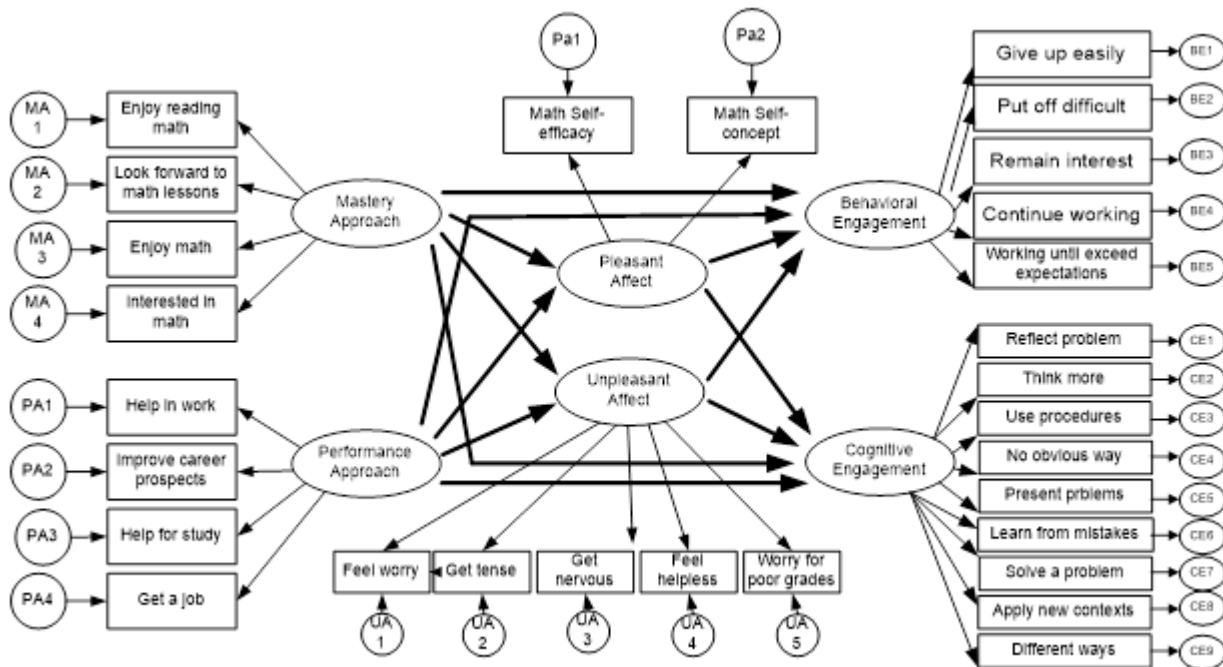 Pa1
Pa2
Math Self-
efficacy
Math Self-
concept
MA
1
Enjoy reading
math
MA
2
Look forward to
math lessons
MA
3
Enjoy math
MA
4
Interested in
math
Mastery
Approach
PA1
Help in work
PA2
Improve career
prospects
PA3
Help for study
PA4
Get a job
Performance
Approach
Pleasant
Affect
Unpleasant
Affect
Feel worry
Get tense
Get
nervous
Feel
helpless
Worry for
poor grades
UA
1
UA
2
UA
3
UA
4
UA
5
Behavioral
Engagement
Give up easily
BE1
Put off difficult
BE2
Remain interest
BE3
Continue working
BE4
Working until exceed
expectations
BE5
Cognitive
Engagement
Reflect problem
CE1
Think more
CE2
Use procedures
CE3
No obvious way
CE4
Present prblems
CE5
Learn from mistakes
CE6
Solve a problem
CE7
Apply new contexts
CE8
Different ways
CE9